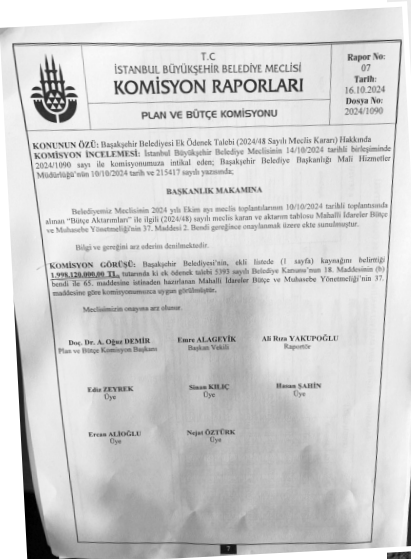 T.C
İSTANBUL BÜYÜKŞEHİR BELEDİYE MECLİSİ
KOMİSYON RAPORLARI
PLAN VE BÜTÇE KOMİSYONU
Rapor No:
07
Tarih:
16.10.2024
Dosya No:
2024/1090
KONUNUN ÖZÜ: Başakşehir Belediyesi Ek Ödenek Talebi (2024/48 Sayılı Meclis Kararı) Hakkında
KOMİSYON İNCELEMESİ: İstanbul Büyükşehir Belediye Meclisinin 14/10/2024 tarihli birleşiminde
2024/1090 sayı ile komisyonumuza intikal eden; Başakşehir Belediye Başkanlığı Mali Hizmetler
Müdürlüğü'nün 10/10/2024 tarih ve 215417 sayılı yazısında;
BAŞKANLIK MAKAMINA
Belediyemiz Meclisinin 2024 yılı Ekim ayı meclis toplantılarının 10/10/2024 tarihli toplantısında
alınan "Bütçe Aktarımları" ile ilgili (2024/48) sayılı meclis kararı ve aktarım tablosu Mahalli İdareler Bütçe
ve Muhasebe Yönetmeliği'nin 37. Maddesi 2. Bendi gereğince onaylanmak üzere ekte sunulmuştur.
Bilgi ve gereğini arz ederim denilmektedir.
KOMİSYON GÖRÜŞÜ: Başakşehir Belediyesi'nin, ekli listede (1 sayfa) kaynağını belirttiği
1.998.120.000,00 TL. tutarında ki ek ödenek talebi 5393 sayılı Belediye Kanunu'nun 18. Maddesinin (b)
bendi ile 65. maddesine istinaden hazırlanan Mahalli İdareler Bütçe ve Muhasebe Yönetmeliği'nin 37.
maddesine göre komisyonumuzca uygun görülmüştür.
Meclisimizin onayına arz olunur.
Doç. Dr. A. Oğuz DEMİR
Plan ve Bütçe Komisyon Başkanı
Emre ALAGEYİK
Başkan Vekili
Ali Rıza YAKUPOĞLU
Raportör
Edie ZEYREK
Üye
Sinan KILIÇ
Üye
Hasan ŞAHİN
Üye
Ercan ALİOĞLU
Üye
Nejat ÖZTÜRK
Üye
7